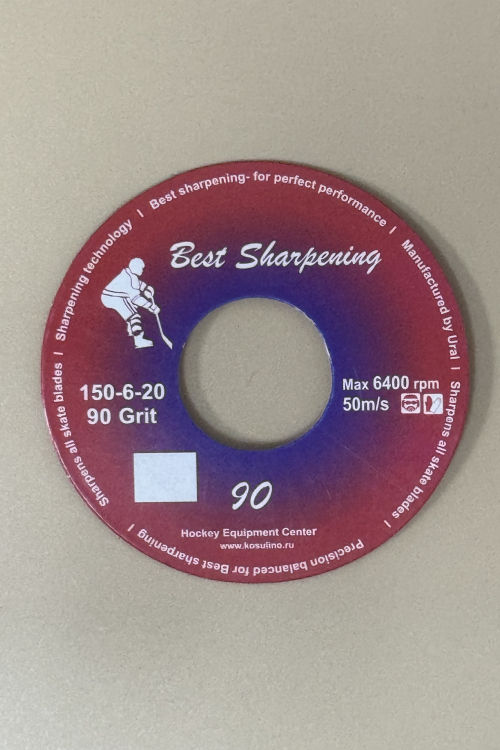 Best sharpening- for perfect performance I Manufactured by Ural I Sharpens all skate blades I Precision balanced for Best sharpening I Sharpens all skate blades I Sharpening technology I
Best Sharpening
150-6-20
90 Grit
Max 6400 rpm
50m/s
90
Hockey Equipment Center
www.kosulino.ru